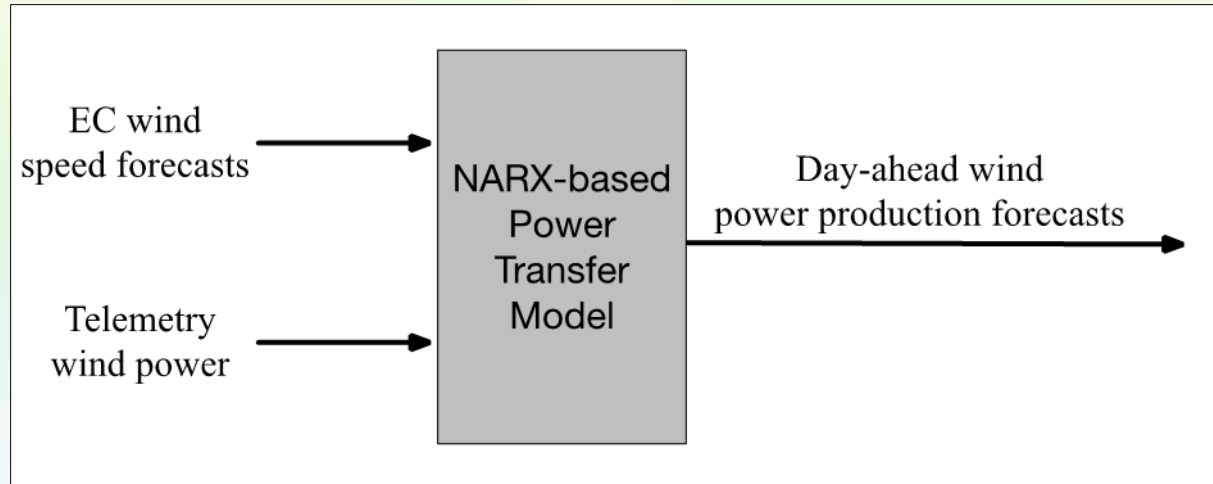 EC wind
speed forecasts
Telemetry
wind power
NARX-based
Power
Transfer
Model
Day-ahead wind
power production forecasts